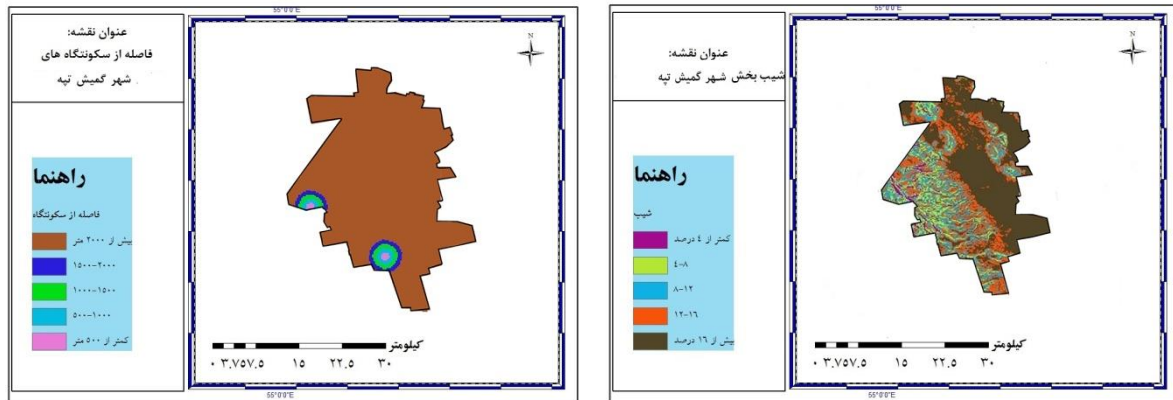 55°0'0"E
عنوان نقشه:
فاصله از سکونتگاه های
شهر گمیش تپه
N
راهنما
فاصله از سکونتگاه
بیش از ۲۰۰۰ متر
۱۵۰۰-۲۰۰۰
۱۰۰۰-۱۵۰۰
۵۰۰-۱۰۰۰
کمتر از ۵۰۰ متر
کیلومتر
۰ ۳.۷۵۷.۵ ۱۵ ۲۲.۵ ۳۰
55°0'0"E
55°0'0"E
عنوان نقشه:
شیب بخش شهر گمیش تپه
N
راهنما
شیب
کمتر از ٤ درصد
٤-۸
۸-۱۲
۱۲-۱۶
بیش از ۱۶ درصد
کیلومتر
۰ ۳.۷۵۷.۵ ۱۵ ۲۲.۵ ۳۰
55°0'0"E